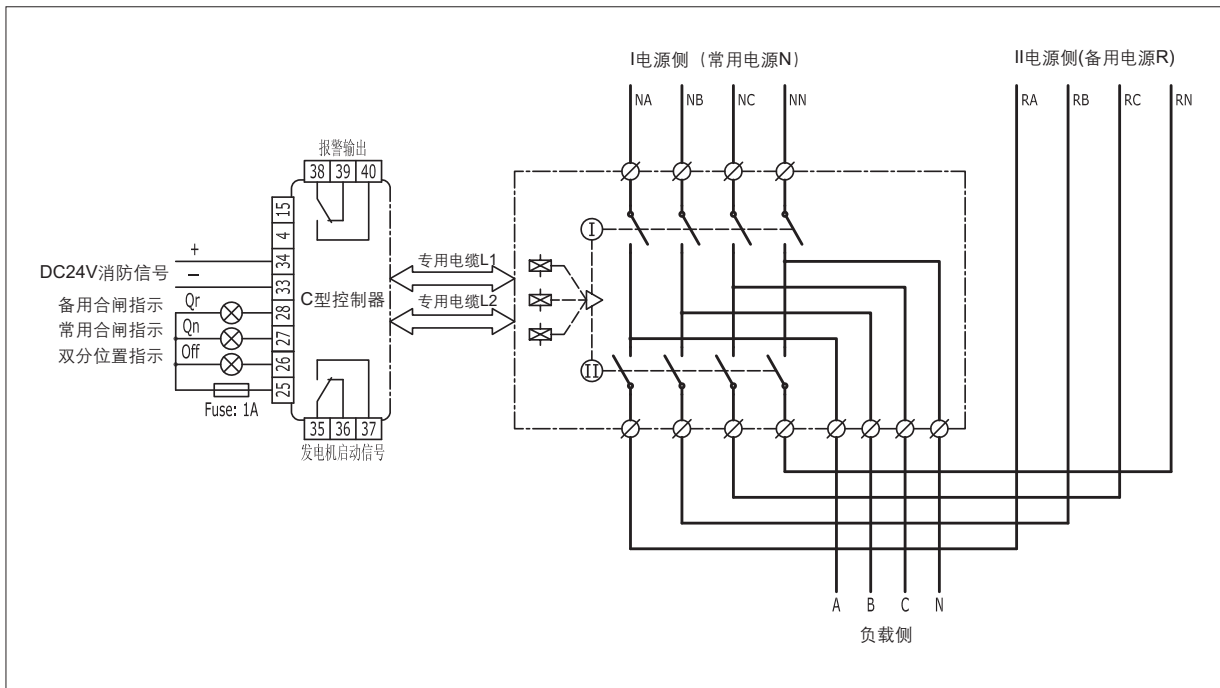 I电源侧（常用电源N）
II电源侧(备用电源R)
NA NB NC NN
RA RB RC RN
报警输出
38 39 40
15
4
+
34
DC24V消防信号
−
33
C型控制器
专用电缆L1
专用电缆L2
备用合闸指示 Qr 28
常用合闸指示 Qn 27
双分位置指示 Off 26
25
Fuse: 1A
35 36 37
发电机启动信号
I
II
A B C N
负载侧